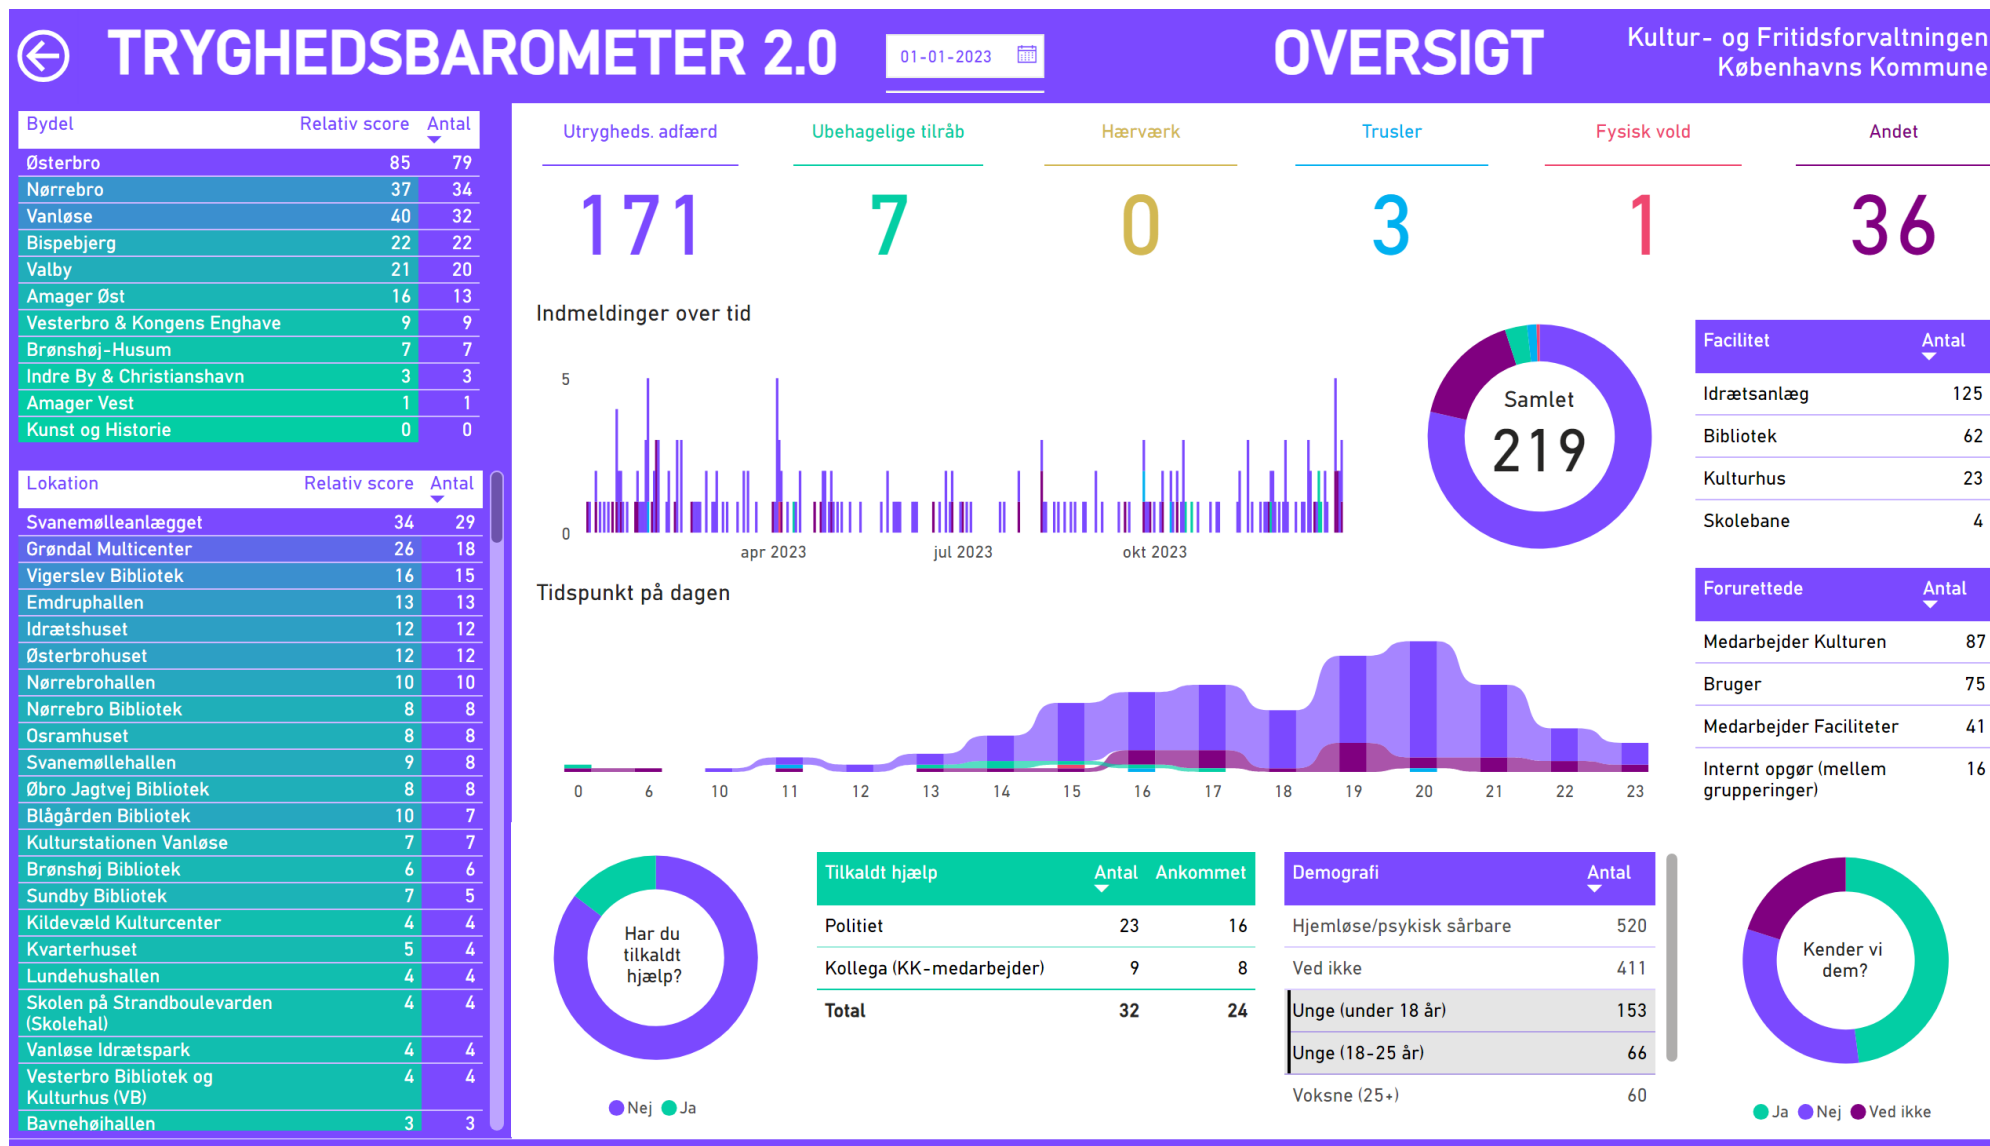 TRYGHEDSBAROMETER 2.0
01-01-2023
OVERSIGT
Kultur- og Fritidsforvaltningen
Københavns Kommune
Bydel Relativ score Antal
Østerbro 85 79
Nørrebro 37 34
Vanløse 40 32
Bispebjerg 22 22
Valby 21 20
Amager Øst 16 13
Vesterbro & Kongens Enghave 9 9
Brønshøj-Husum 7 7
Indre By & Christianshavn 3 3
Amager Vest 1 1
Kunst og Historie 0 0
Lokation Relativ score Antal
Svanemølleanlægget 34 29
Grøndal Multicenter 26 18
Vigerslev Bibliotek 16 15
Emdruphallen 13 13
Idrætshuset 12 12
Østerbrohuset 12 12
Nørrebrohallen 10 10
Nørrebro Bibliotek 8 8
Osramhuset 8 8
Svanemøllehallen 9 8
Øbro Jagtvej Bibliotek 8 8
Blågården Bibliotek 10 7
Kulturstationen Vanløse 7 7
Brønshøj Bibliotek 6 6
Sundby Bibliotek 7 5
Kildevæld Kulturcenter 4 4
Kvarterhuset 5 4
Lundehushallen 4 4
Skolen på Strandboulevarden 4 4
(Skolehal)
Vanløse Idrætspark 4 4
Vesterbro Bibliotek og 4 4
Kulturhus (VB)
Bavnehøjhallen 3 3
Utrygheds. adfærd Ubehagelige tilråb Hærværk Trusler Fysisk vold Andet
171 7 0 3 1 36
Indmeldinger over tid
5
0
apr 2023 jul 2023 okt 2023
Samlet
219
Facilitet Antal
Idrætsanlæg 125
Bibliotek 62
Kulturhus 23
Skolebane 4
Tidspunkt på dagen
0 6 10 11 12 13 14 15 16 17 18 19 20 21 22 23
Forurettede Antal
Medarbejder Kulturen 87
Bruger 75
Medarbejder Faciliteter 41
Internt opgør (mellem 16
grupperinger)
Har du
tilkaldt
hjælp?
Nej Ja
Tilkaldt hjælp Antal Ankommet
Politiet 23 16
Kollega (KK-medarbejder) 9 8
Total 32 24
Demografi Antal
Hjemløse/psykisk sårbare 520
Ved ikke 411
Unge (under 18 år) 153
Unge (18-25 år) 66
Voksne (25+) 60
Kender vi
dem?
Ja Nej Ved ikke